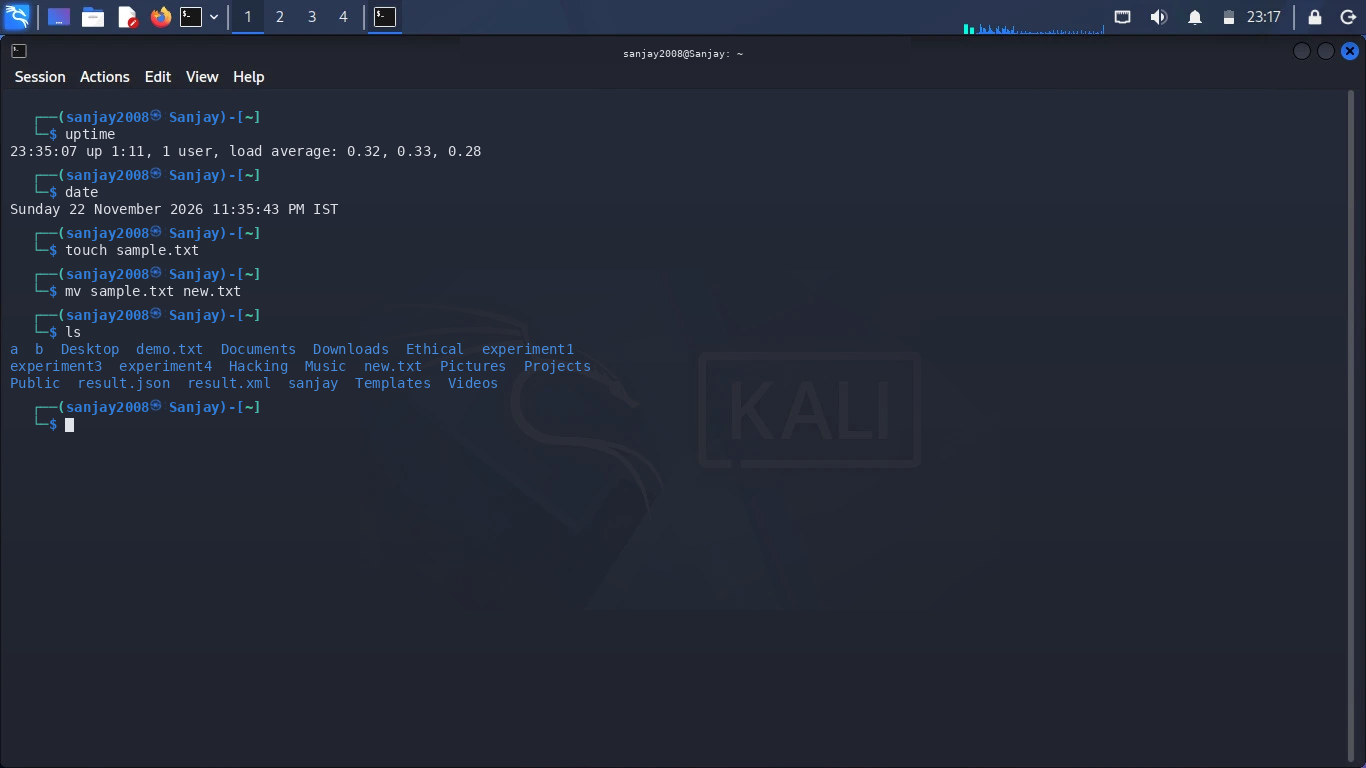 1 2 3 4 23:17
sanjay2008@Sanjay: ~
Session Actions Edit View Help
┌──(sanjay2008㉿ Sanjay)-[~]
└─$ uptime
23:35:07 up 1:11, 1 user, load average: 0.32, 0.33, 0.28
┌──(sanjay2008㉿ Sanjay)-[~]
└─$ date
Sunday 22 November 2026 11:35:43 PM IST
┌──(sanjay2008㉿ Sanjay)-[~]
└─$ touch sample.txt
┌──(sanjay2008㉿ Sanjay)-[~]
└─$ mv sample.txt new.txt
┌──(sanjay2008㉿ Sanjay)-[~]
└─$ ls
a b Desktop demo.txt Documents Downloads Ethical experiment1
experiment3 experiment4 Hacking Music new.txt Pictures Projects
Public result.json result.xml sanjay Templates Videos
┌──(sanjay2008㉿ Sanjay)-[~]
└─$
KALI